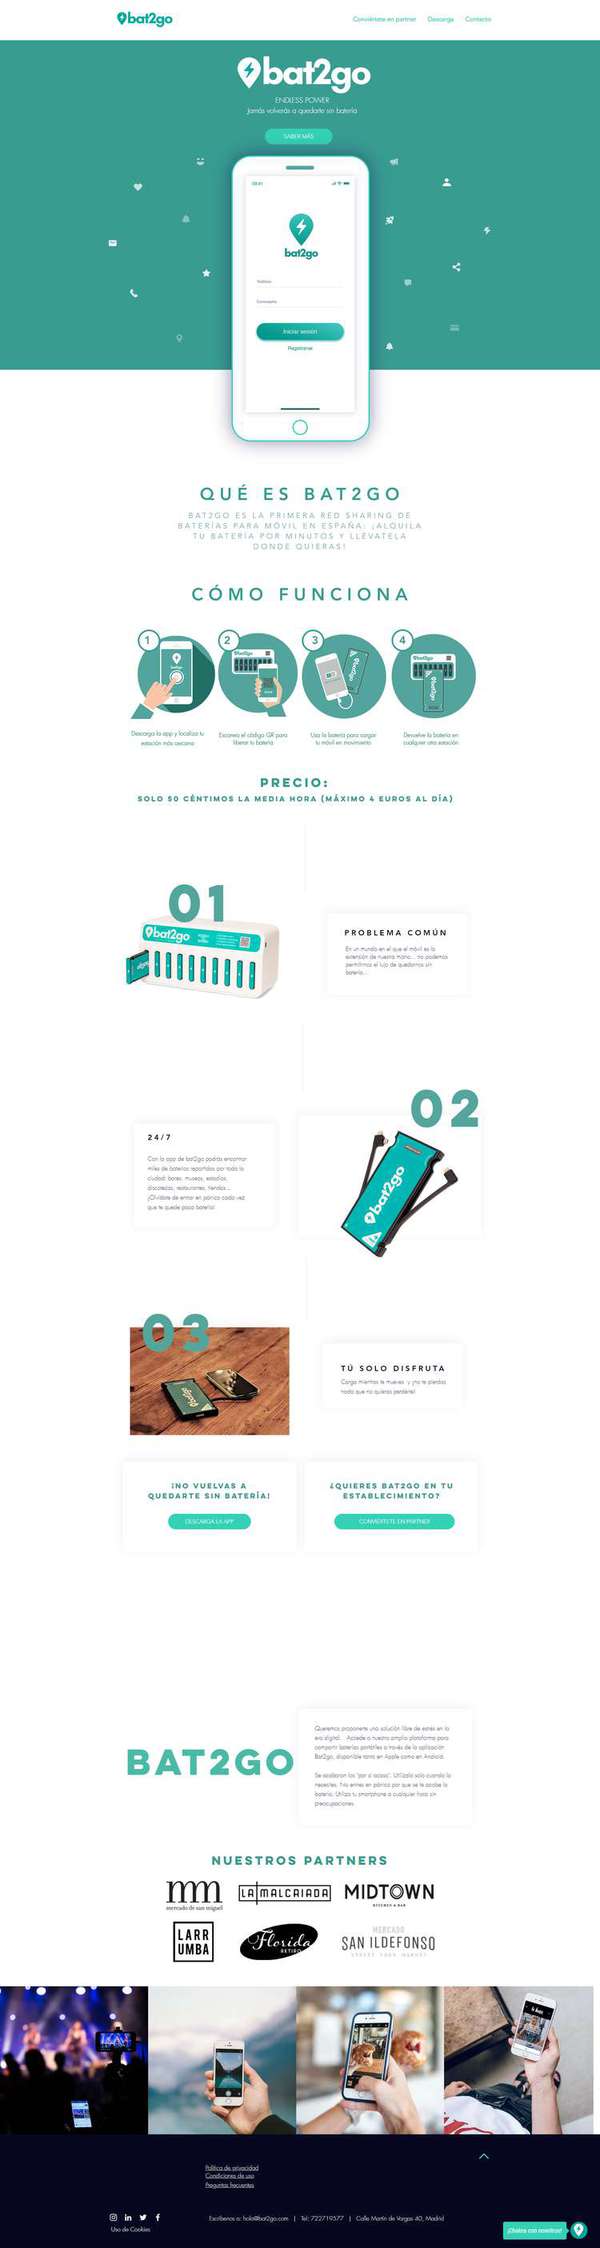 bat2go
Conviértete en partner Descarga Contacto
bat2go
ENDLESS POWER
Jamás volverás a quedarte sin batería
SABER MÁS
bat2go
Teléfono
Contraseña
Iniciar sesión
Registrarse
QUÉ ES BAT2GO
BAT2GO ES LA PRIMERA RED SHARING DE
BATERÍAS PARA MÓVIL EN ESPAÑA: ¡ALQUILA
TU BATERÍA POR MINUTOS Y LLÉVATELA
DONDE QUIERAS!
CÓMO FUNCIONA
1
2
3
4
bat2go
bat2go
bat2go
bat2go
bat2go
Descarga la app y localiza tu
estación más cercana
Escanea el código QR para
liberar tu batería
Usa la batería para cargar
tu móvil en movimiento
Devuelve la batería en
cualquier otra estación
PRECIO:
SOLO 50 CÉNTIMOS LA MEDIA HORA (MÁXIMO 4 EUROS AL DÍA)
01
bat2go
PROBLEMA COMÚN
En un mundo en el que el móvil es la
extensión de nuestra mano... no podemos
permitirnos el lujo de quedarnos sin
batería...
02
24/7
Con la app de bat2go podrás encontrar
miles de baterías repartidas por toda la
ciudad: bares, museos, estadios,
discotecas, restaurantes, tiendas...
¡Olvídate de entrar en pánico cada vez
que te quede poca batería!
bat2go
03
bat2go
TÚ SOLO DISFRUTA
Carga mientras te mueves y ¡no te pierdas
nada que no quieras perderte!
¡NO VUELVAS A
QUEDARTE SIN BATERÍA!
DESCARGA LA APP
¿QUIERES BAT2GO EN TU
ESTABLECIMIENTO?
CONVIÉRTETE EN PARTNER
BAT2GO
Queremos proponerte una solución libre de estrés en la
era digital... Accede a nuestra amplia plataforma para
compartir baterías portátiles a través de la aplicación
Bat2go, disponible tanto en Apple como en Android.
Se acabaron los "por si acaso". Utilízala solo cuando la
necesites. No entres en pánico por que se te acabe la
batería. Utiliza tu smartphone a cualquier hora sin
preocupaciones.
NUESTROS PARTNERS
mm
mercado de san miguel
LA MALCRIADA
MIDTOWN
KITCHEN & BAR
LARR
UMBA
Florida
RETIRO
MERCADO
SAN ILDEFONSO
STREET FOOD MARKET
Política de privacidad
Condiciones de uso
Preguntas frecuentes
Escríbenos a: hola@bat2go.com | Tel: 722719577 | Calle Martín de Vargas 40, Madrid
Uso de Cookies
¡Chatea con nosotros!